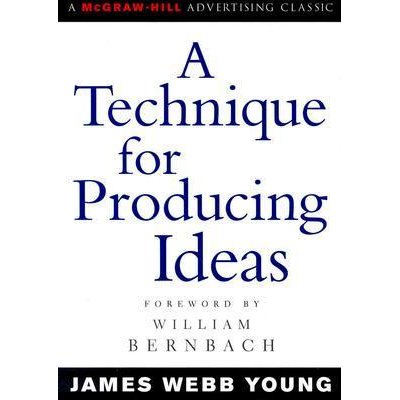 A McGRAW-HILL ADVERTISING CLASSIC
A
Technique
for
Producing
Ideas
FOREWORD BY
WILLIAM
BERNBACH
JAMES WEBB YOUNG